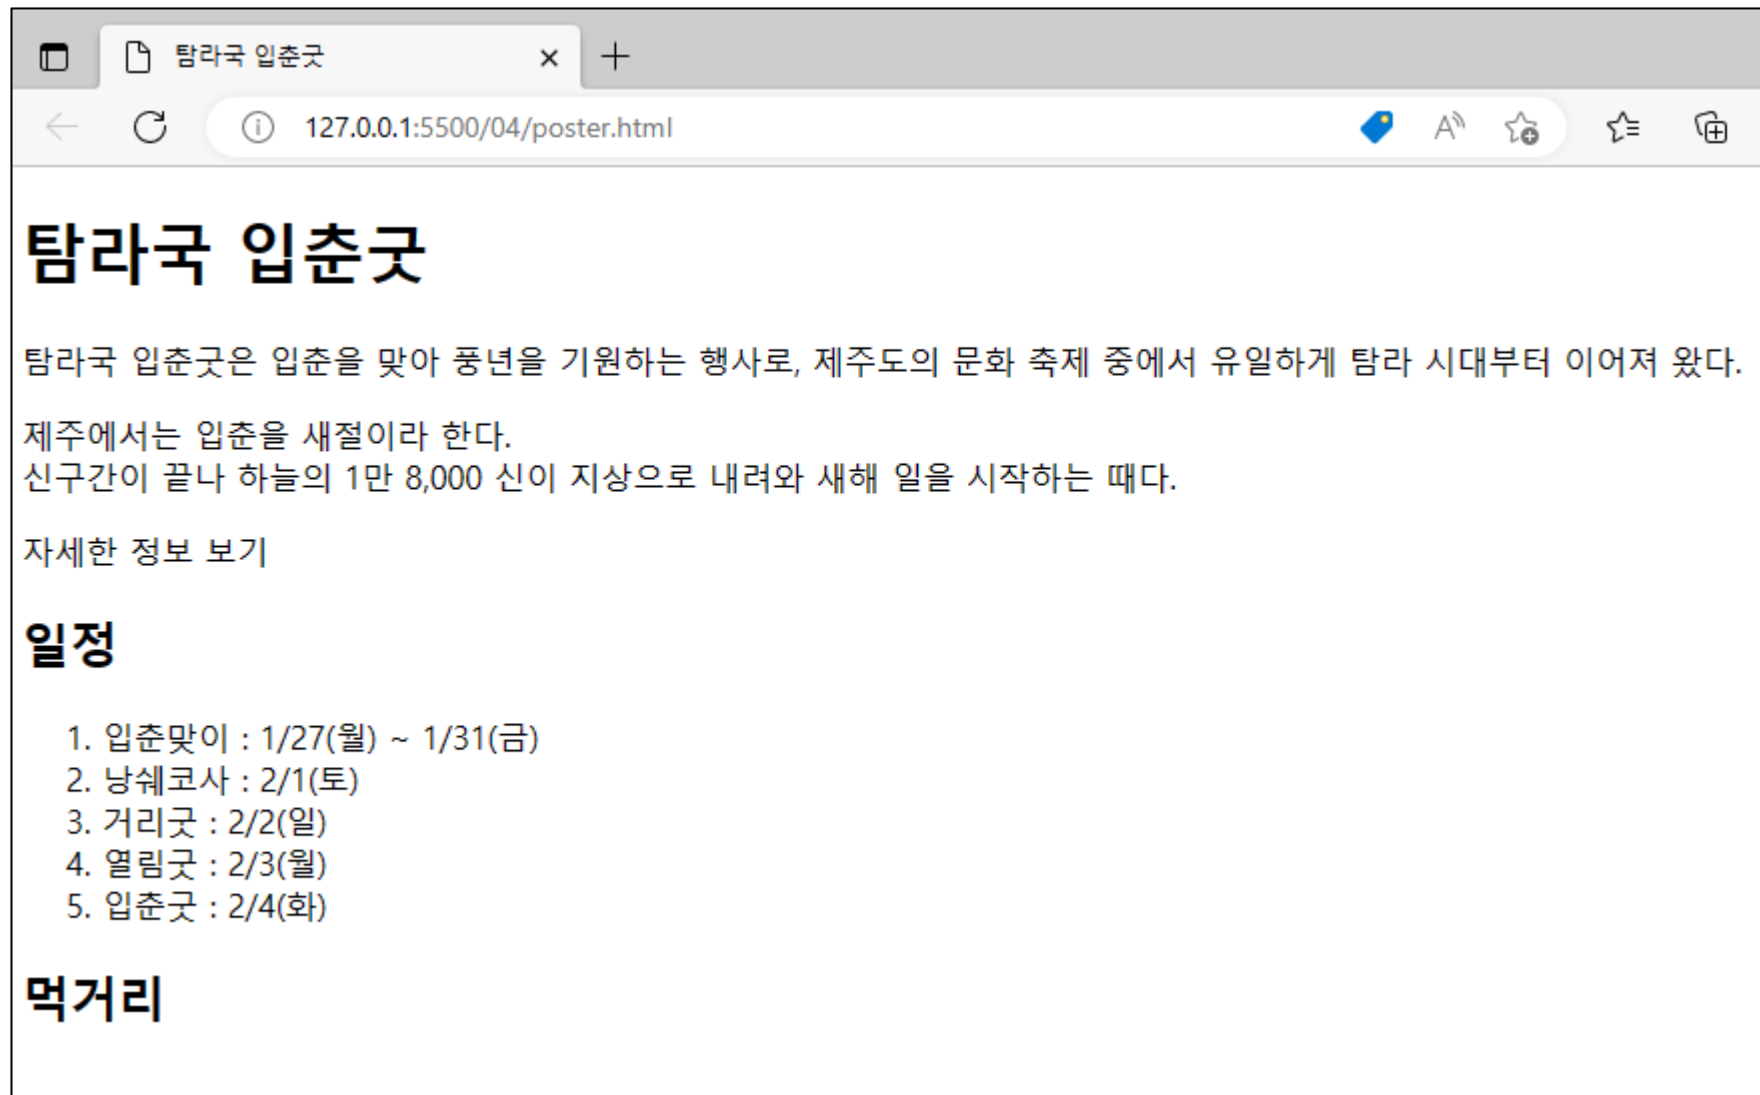 탐라국 입춘굿
127.0.0.1:5500/04/poster.html
탐라국 입춘굿
탐라국 입춘굿은 입춘을 맞아 풍년을 기원하는 행사로, 제주도의 문화 축제 중에서 유일하게 탐라 시대부터 이어져 왔다.
제주에서는 입춘을 새절이라 한다.
신구간이 끝나 하늘의 1만 8,000 신이 지상으로 내려와 새해 일을 시작하는 때다.
자세한 정보 보기
일정
1. 입춘맞이 : 1/27(월) ~ 1/31(금)
2. 낭쉐코사 : 2/1(토)
3. 거리굿 : 2/2(일)
4. 열림굿 : 2/3(월)
5. 입춘굿 : 2/4(화)
먹거리